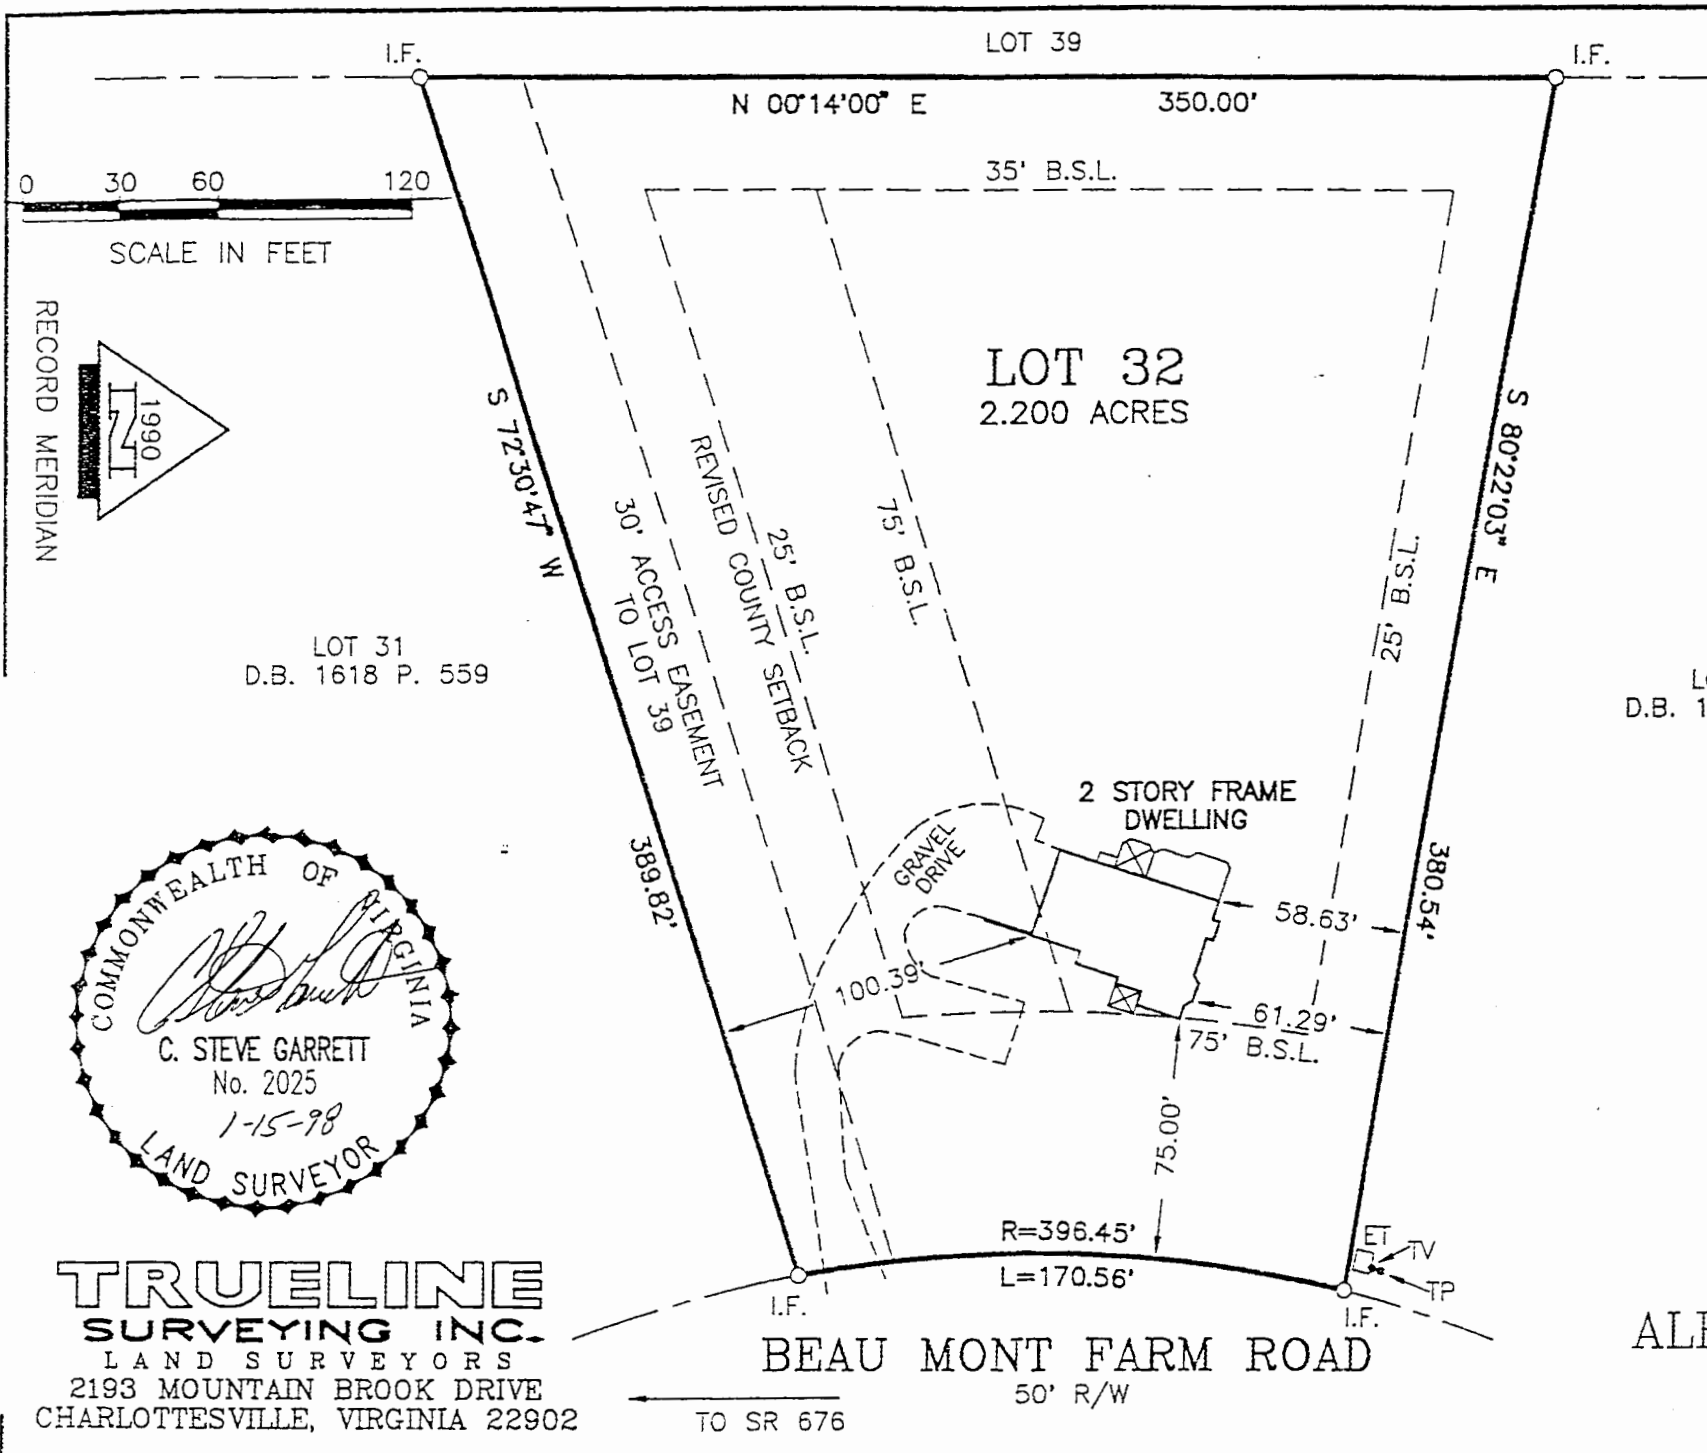 LOT 39
I.F.
I.F.
N 00°14'00" E
350.00'
0 30 60 120
SCALE IN FEET
35' B.S.L.
RECORD MERIDIAN
N
1990
LOT 32
2.200 ACRES
S 72°30'47" W
389.82'
S 80°22'03" E
380.54'
30' ACCESS EASEMENT
TO LOT 39
REVISED COUNTY SETBACK
25' B.S.L.
75' B.S.L.
25' B.S.L.
LOT 31
D.B. 1618 P. 559
D.B. 1
2 STORY FRAME
DWELLING
GRAVEL
DRIVE
58.63'
100.39'
61.29'
75' B.S.L.
75.00'
COMMONWEALTH OF VIRGINIA
C. STEVE GARRETT
No. 2025
1-15-98
LAND SURVEYOR
R=396.45'
L=170.56'
ET
TV
TP
I.F.
I.F.
TRUELINE
SURVEYING INC.
LAND SURVEYORS
2193 MOUNTAIN BROOK DRIVE
CHARLOTTESVILLE, VIRGINIA 22902
BEAU MONT FARM ROAD
50' R/W
TO SR 676